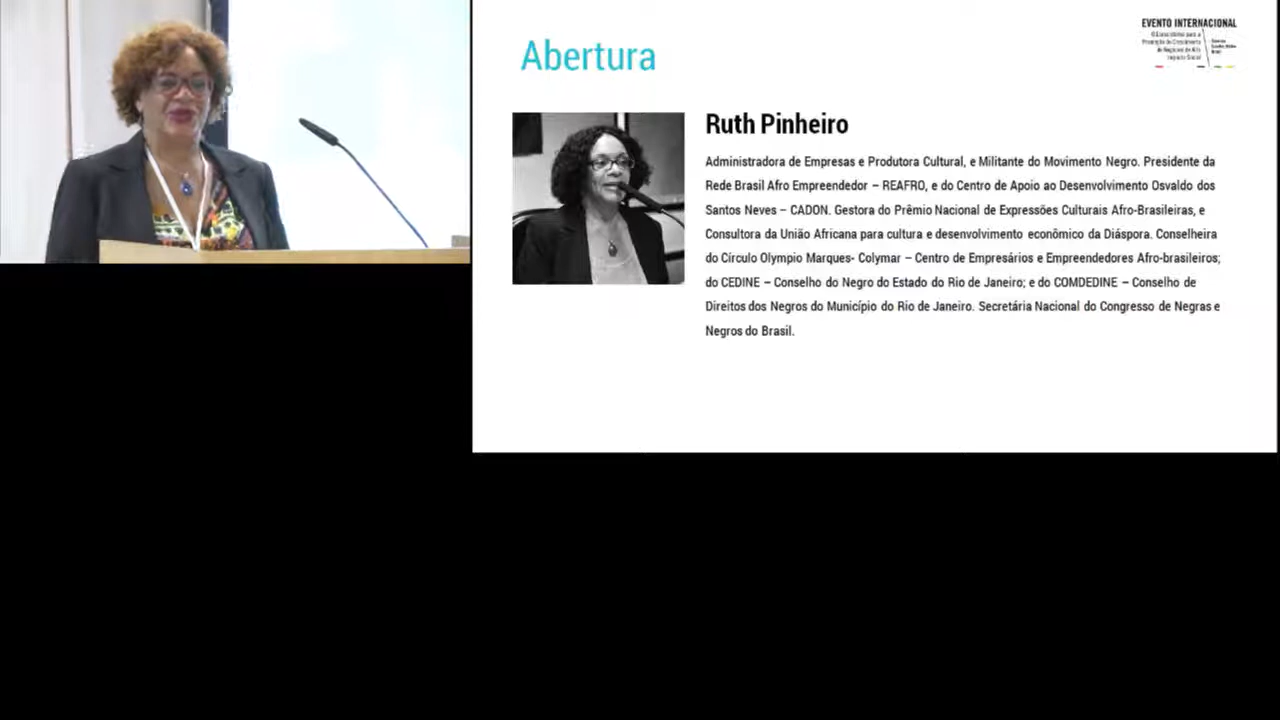 Abertura
EVENTO INTERNACIONAL
Ruth Pinheiro
Administradora de Empresas e Produtora Cultural, e Militante do Movimento Negro. Presidente da
Rede Brasil Afro Empreendedor – REAFRO, e do Centro de Apoio ao Desenvolvimento Osvaldo dos
Santos Neves – CADON. Gestora do Prêmio Nacional de Expressões Culturais Afro-Brasileiras, e
Consultora da União Africana para cultura e desenvolvimento econômico da Diáspora. Conselheira
do Círculo Olympio Marques- Colymar – Centro de Empresários e Empreendedores Afro-brasileiros;
do CEDINE – Conselho do Negro do Estado do Rio de Janeiro; e do COMDEDINE – Conselho de
Direitos dos Negros do Município do Rio de Janeiro. Secretária Nacional do Congresso de Negras e
Negros do Brasil.